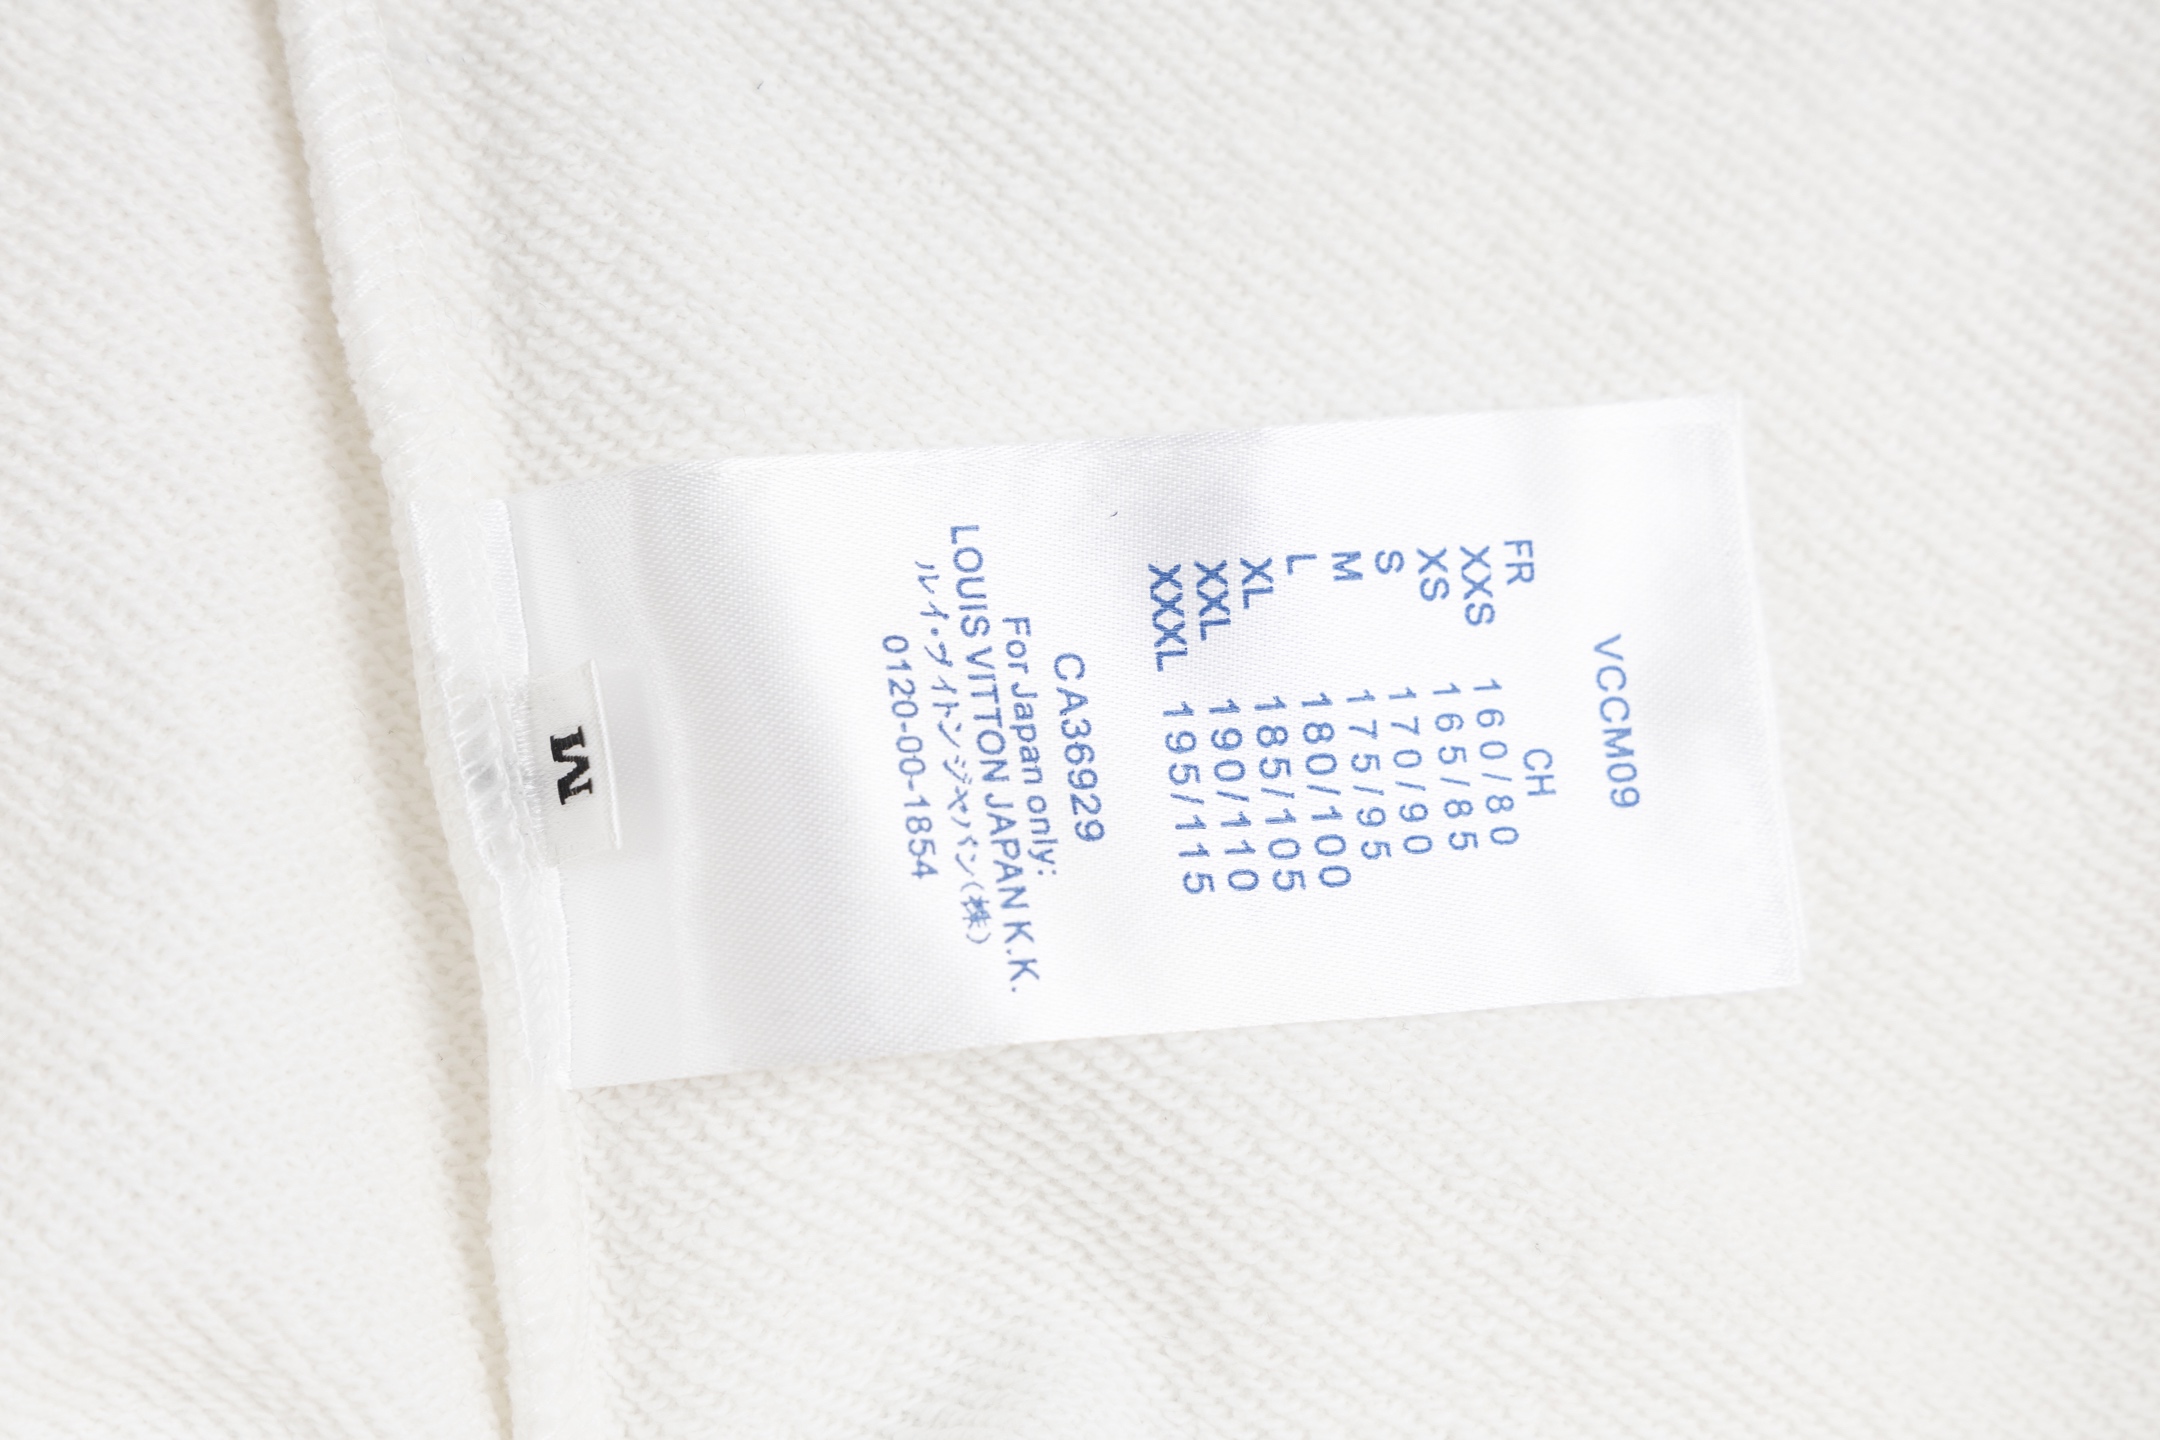 VCCM09
FR CH
XXS 160/80
XS 165/85
S 170/90
M 175/95
L 180/100
XL 185/105
XXL 190/110
XXXL 195/115
CA36929
For Japan only:
LOUIS VITTON JAPAN K.K.
ルイ・ヴィトンジャパン(株)
0120-00-1854
M